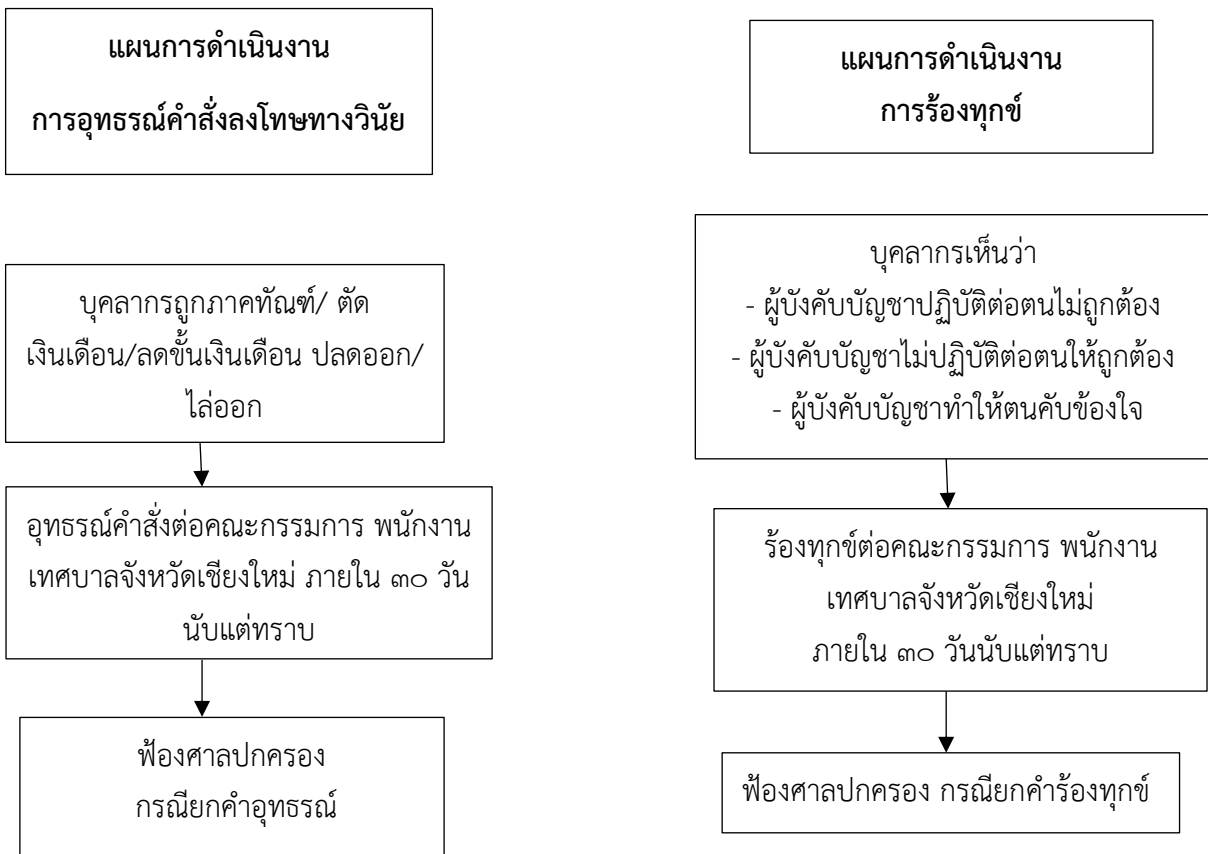 แผนการดำเนินงาน
การอุทธรณ์คำสั่งลงโทษทางวินัย
บุคลากรถูกภาคทัณฑ์/ ตัด
เงินเดือน/ลดขั้นเงินเดือน ปลดออก/
ไล่ออก
อุทธรณ์คำสั่งต่อคณะกรรมการ พนักงาน
เทศบาลจังหวัดเชียงใหม่ ภายใน ๓๐ วัน
นับแต่ทราบ
ฟ้องศาลปกครอง
กรณียกคำอุทธรณ์
แผนการดำเนินงาน
การร้องทุกข์
บุคลากรเห็นว่า
- ผู้บังคับบัญชาปฏิบัติต่อตนไม่ถูกต้อง
- ผู้บังคับบัญชาไม่ปฏิบัติต่อตนให้ถูกต้อง
- ผู้บังคับบัญชาทำให้ตนคับข้องใจ
ร้องทุกข์ต่อคณะกรรมการ พนักงาน
เทศบาลจังหวัดเชียงใหม่
ภายใน ๓๐ วันนับแต่ทราบ
ฟ้องศาลปกครอง กรณียกคำร้องทุกข์